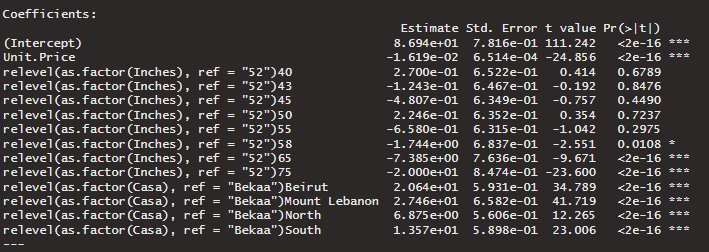 Coefficients:
Estimate Std. Error t value Pr(>|t|)
(Intercept) 8.694e+01 7.816e-01 111.242 <2e-16 ***
Unit.Price -1.619e-02 6.514e-04 -24.856 <2e-16 ***
relevel(as.factor(Inches), ref = "52")40 2.700e-01 6.522e-01 0.414 0.6789
relevel(as.factor(Inches), ref = "52")43 -1.243e-01 6.467e-01 -0.192 0.8476
relevel(as.factor(Inches), ref = "52")45 -4.807e-01 6.349e-01 -0.757 0.4490
relevel(as.factor(Inches), ref = "52")50 2.246e-01 6.352e-01 0.354 0.7237
relevel(as.factor(Inches), ref = "52")55 -6.580e-01 6.315e-01 -1.042 0.2975
relevel(as.factor(Inches), ref = "52")58 -1.744e+00 6.837e-01 -2.551 0.0108 *
relevel(as.factor(Inches), ref = "52")65 -7.385e+00 7.636e-01 -9.671 <2e-16 ***
relevel(as.factor(Inches), ref = "52")75 -2.000e+01 8.474e-01 -23.600 <2e-16 ***
relevel(as.factor(Casa), ref = "Bekaa")Beirut 2.064e+01 5.931e-01 34.789 <2e-16 ***
relevel(as.factor(Casa), ref = "Bekaa")Mount Lebanon 2.746e+01 6.582e-01 41.719 <2e-16 ***
relevel(as.factor(Casa), ref = "Bekaa")North 6.875e+00 5.606e-01 12.265 <2e-16 ***
relevel(as.factor(Casa), ref = "Bekaa")South 1.357e+01 5.898e-01 23.006 <2e-16 ***
---